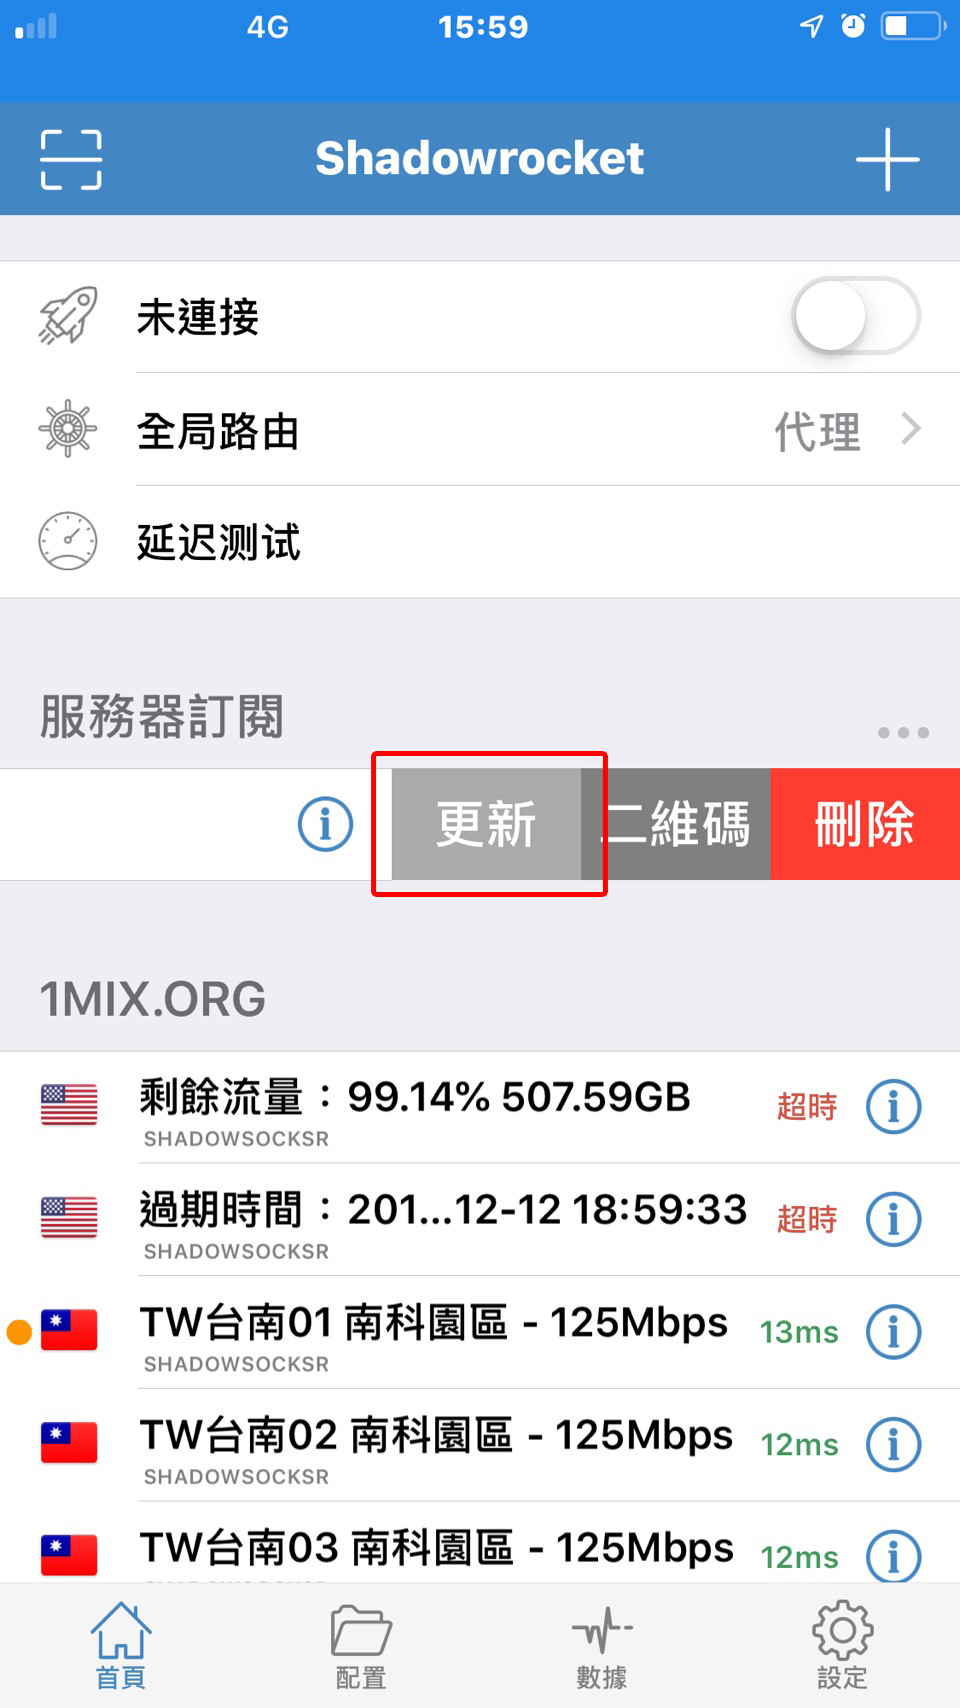 4G 15:59
Shadowrocket
未連接
全局路由 代理
延迟测试
服務器訂閱
更新 二維碼 刪除
1MIX.ORG
剩餘流量：99.14% 507.59GB 超時
SHADOWSOCKSR
過期時間：201...12-12 18:59:33 超時
SHADOWSOCKSR
TW台南01 南科園區 - 125Mbps 13ms
SHADOWSOCKSR
TW台南02 南科園區 - 125Mbps 12ms
SHADOWSOCKSR
TW台南03 南科園區 - 125Mbps 12ms
首頁 配置 數據 設定